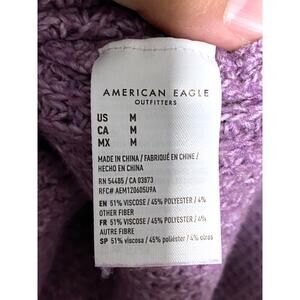 AMERICAN EAGLE
OUTFITTERS
US M
CA M
MX M
MADE IN CHINA / FABRIQUÉ EN CHINE /
HECHO EN CHINA
RN 54485 / CA 03873
RFC# AEM120605U9A
EN 51% VISCOSE / 45% POLYESTER / 4%
OTHER FIBER
FR 51% VISCOSE / 45% POLYESTER / 4%
AUTRE FIBRE
SP 51% viscosa / 45% poliéster / 4% otras